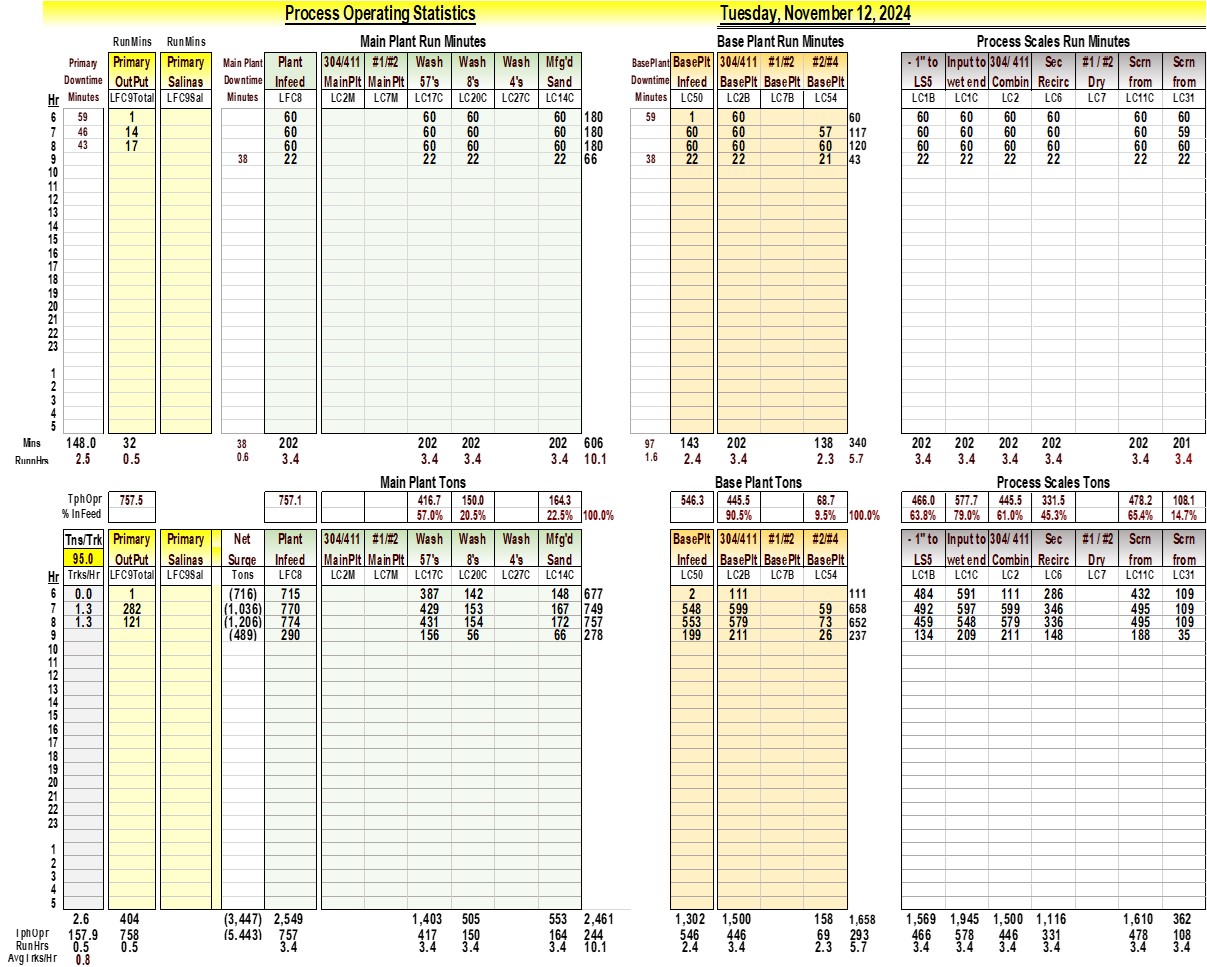 Process Operating Statistics Tuesday, November 12, 2024
RunMins RunMins Main Plant Run Minutes Base Plant Run Minutes Process Scales Run Minutes
Primary Primary Primary Main Plant Plant 304/411 #1/#2 Wash Wash Wash Mfg'd BasePlant BasePlt 304/411 #1/#2 #2/#4 - 1" to Input to 304/ 411 Sec #1 / #2 Scrn Scrn
Downtime OutPut Salinas Downtime Infeed MainPlt MainPlt 57's 8's 4's Sand Downtime Infeed BasePlt BasePlt BasePlt LS5 wet end Combin Recirc Dry from from
Hr Minutes LFC9Total LFC9Sal Minutes LFC8 LC2M LC7M LC17C LC20C LC27C LC14C Minutes LC50 LC2B LC7B LC54 LC1B LC1C LC2 LC6 LC7 LC11C LC31
6 59 1 60 60 60 60 180 59 1 60 60 60 60 60 60 60 60
7 46 14 60 60 60 60 180 60 60 57 117 60 60 60 60 60 59
8 43 17 60 60 60 60 180 60 60 60 120 60 60 60 60 60 60
9 38 22 22 22 22 66 38 22 22 21 43 22 22 22 22 22 22
10
11
12
13
14
15
16
17
18
19
20
21
22
23
1
2
3
4
5
Mins 148.0 32 38 202 202 202 202 606 97 143 202 138 340 202 202 202 202 202 201
RunnHrs 2.5 0.5 0.6 3.4 3.4 3.4 3.4 10.1 1.6 2.4 3.4 2.3 5.7 3.4 3.4 3.4 3.4 3.4 3.4
Main Plant Tons Base Plant Tons Process Scales Tons
TphOpr 757.5 757.1 416.7 150.0 164.3 546.3 445.5 68.7 466.0 577.7 445.5 331.5 478.2 108.1
% InFeed 57.0% 20.5% 22.5% 100.0% 90.5% 9.5% 100.0% 63.8% 79.0% 61.0% 45.3% 65.4% 14.7%
Tns/Trk Primary Primary Net Plant 304/411 #1/#2 Wash Wash Wash Mfg'd BasePlt 304/411 #1/#2 #2/#4 - 1" to Input to 304/ 411 Sec #1 / #2 Scrn Scrn
95.0 OutPut Salinas Surge Infeed MainPlt MainPlt 57's 8's 4's Sand Infeed BasePlt BasePlt BasePlt LS5 wet end Combin Recirc Dry from from
Hr Trks/Hr LFC9Total LFC9Sal Tons LFC8 LC2M LC7M LC17C LC20C LC27C LC14C LC50 LC2B LC7B LC54 LC1B LC1C LC2 LC6 LC7 LC11C LC31
6 0.0 1 (716) 715 387 142 148 677 2 111 111 484 591 111 286 432 109
7 1.3 282 (1,036) 770 429 153 167 749 548 599 59 658 492 597 599 346 495 109
8 1.3 121 (1,206) 774 431 154 172 757 553 579 73 652 459 548 579 336 495 109
9 (489) 290 156 56 66 278 199 211 26 237 134 209 211 148 188 35
10
11
12
13
14
15
16
17
18
19
20
21
22
23
1
2
3
4
5
2.6 404 (3,447) 2,549 1,403 505 553 2,461 1,302 1,500 158 1,658 1,569 1,945 1,500 1,116 1,610 362
TphOpr 157.9 758 (5,443) 757 417 150 164 244 546 446 69 293 466 578 446 331 478 108
RunHrs 0.5 0.5 3.4 3.4 3.4 3.4 10.1 2.4 3.4 2.3 5.7 3.4 3.4 3.4 3.4 3.4 3.4
AvgTrks/Hr 0.8